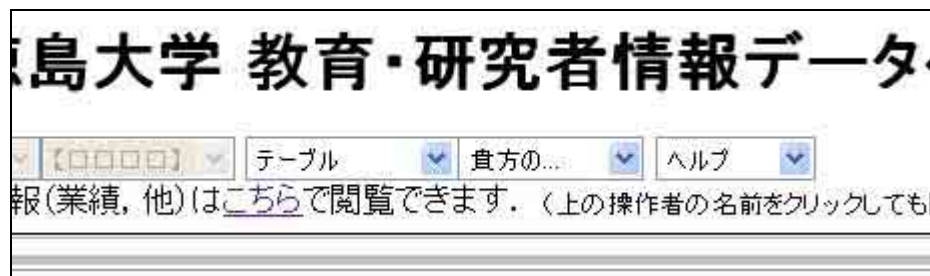 島大学 教育・研究者情報データ
【□□□□】 テーブル 貴方の... ヘルプ
報(業績, 他)はこちらで閲覧できます. (上の操作者の名前をクリックしても